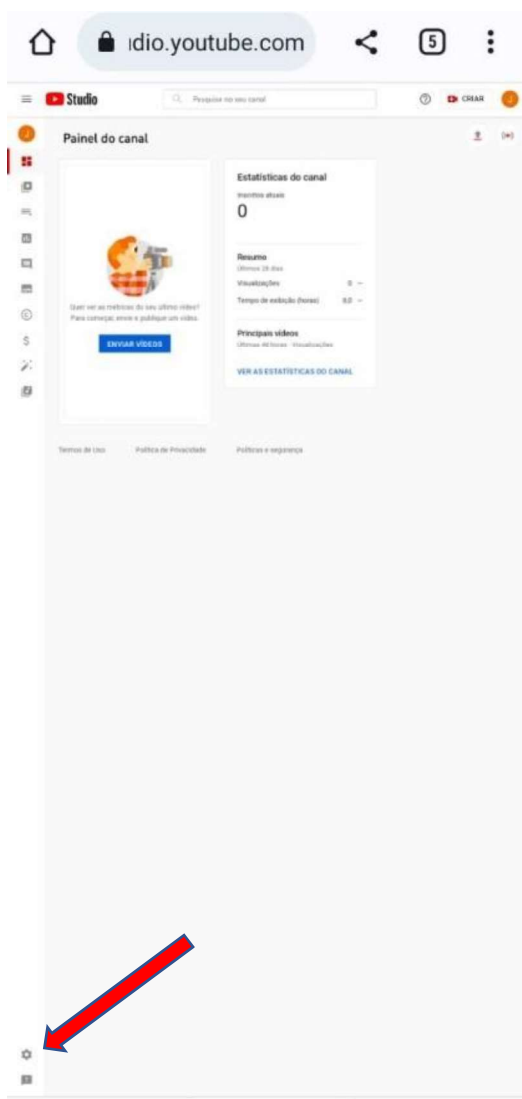 ıdio.youtube.com
5
Studio
Pesquise no seu canal
CRIAR
J
J
Painel do canal
Quer ver as métricas do seu último vídeo?
Para começar, envie e publique um vídeo.
ENVIAR VÍDEOS
Estatísticas do canal
Inscritos atuais
0
Resumo
Últimos 28 dias
Visualizações 0 —
Tempo de exibição (horas) 0,0 —
Principais vídeos
Últimas 48 horas · Visualizações
VER AS ESTATÍSTICAS DO CANAL
Termos de Uso
Política de Privacidade
Políticas e segurança